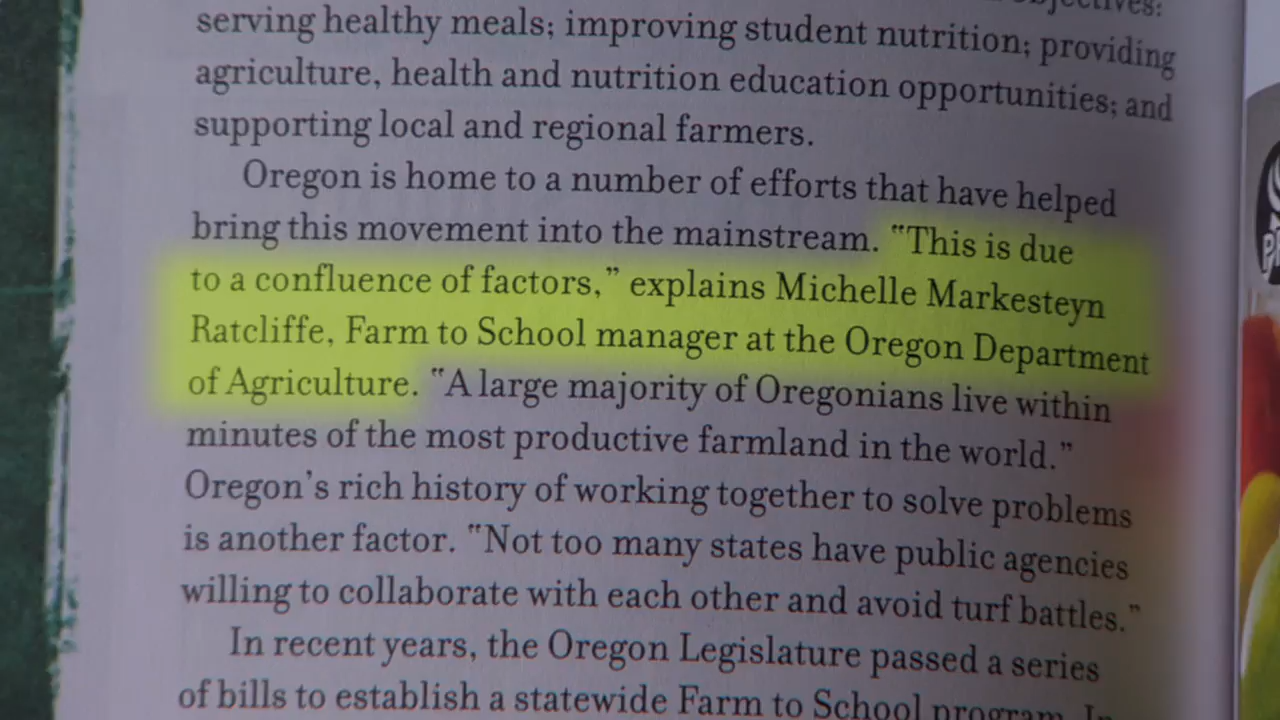 serving healthy meals; improving student nutrition; providing
agriculture, health and nutrition education opportunities; and
supporting local and regional farmers.
Oregon is home to a number of efforts that have helped
bring this movement into the mainstream. "This is due
to a confluence of factors," explains Michelle Markesteyn
Ratcliffe, Farm to School manager at the Oregon Department
of Agriculture. "A large majority of Oregonians live within
minutes of the most productive farmland in the world."
Oregon's rich history of working together to solve problems
is another factor. "Not too many states have public agencies
willing to collaborate with each other and avoid turf battles."
In recent years, the Oregon Legislature passed a series
of bills to establish a statewide Farm to School program. In